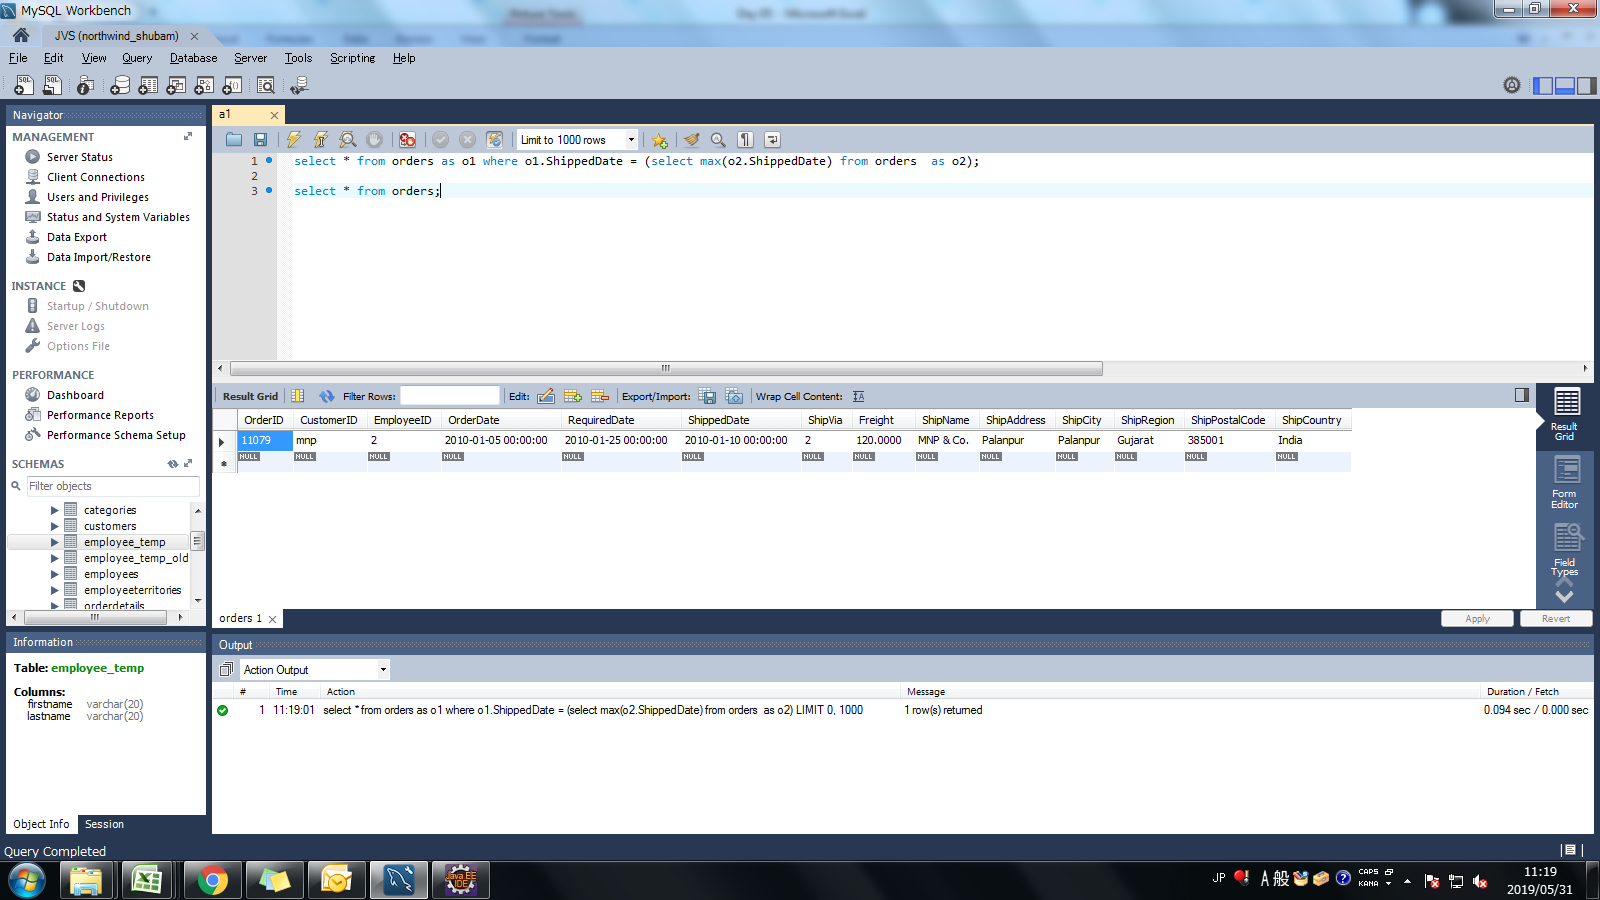 MySQL Workbench
JVS (northwind_shubam)
File Edit View Query Database Server Tools Scripting Help
Navigator
MANAGEMENT
Server Status
Client Connections
Users and Privileges
Status and System Variables
Data Export
Data Import/Restore
INSTANCE
Startup / Shutdown
Server Logs
Options File
PERFORMANCE
Dashboard
Performance Reports
Performance Schema Setup
SCHEMAS
Filter objects
categories
customers
employee_temp
employee_temp_old
employees
employeeterritories
orderdetails
Information
Table: employee_temp
Columns:
firstname varchar(20)
lastname varchar(20)
Object Info Session
Query Completed
a1
Limit to 1000 rows
1 select * from orders as o1 where o1.ShippedDate = (select max(o2.ShippedDate) from orders  as o2);
2
3 select * from orders;
Result Grid Filter Rows: Edit: Export/Import: Wrap Cell Content:
OrderID CustomerID EmployeeID OrderDate RequiredDate ShippedDate ShipVia Freight ShipName ShipAddress ShipCity ShipRegion ShipPostalCode ShipCountry
11079 mnp 2 2010-01-05 00:00:00 2010-01-25 00:00:00 2010-01-10 00:00:00 2 120.0000 MNP & Co. Palanpur Palanpur Gujarat 385001 India
NULL NULL NULL NULL NULL NULL NULL NULL NULL NULL NULL NULL NULL NULL
Result Grid
Form Editor
Field Types
orders 1
Apply Revert
Output
Action Output
# Time Action Message Duration / Fetch
1 11:19:01 select * from orders as o1 where o1.ShippedDate = (select max(o2.ShippedDate) from orders  as o2) LIMIT 0, 1000 1 row(s) returned 0.094 sec / 0.000 sec
Java EE
IDE
JP
A 般
CAPS
KANA
11:19
2019/05/31